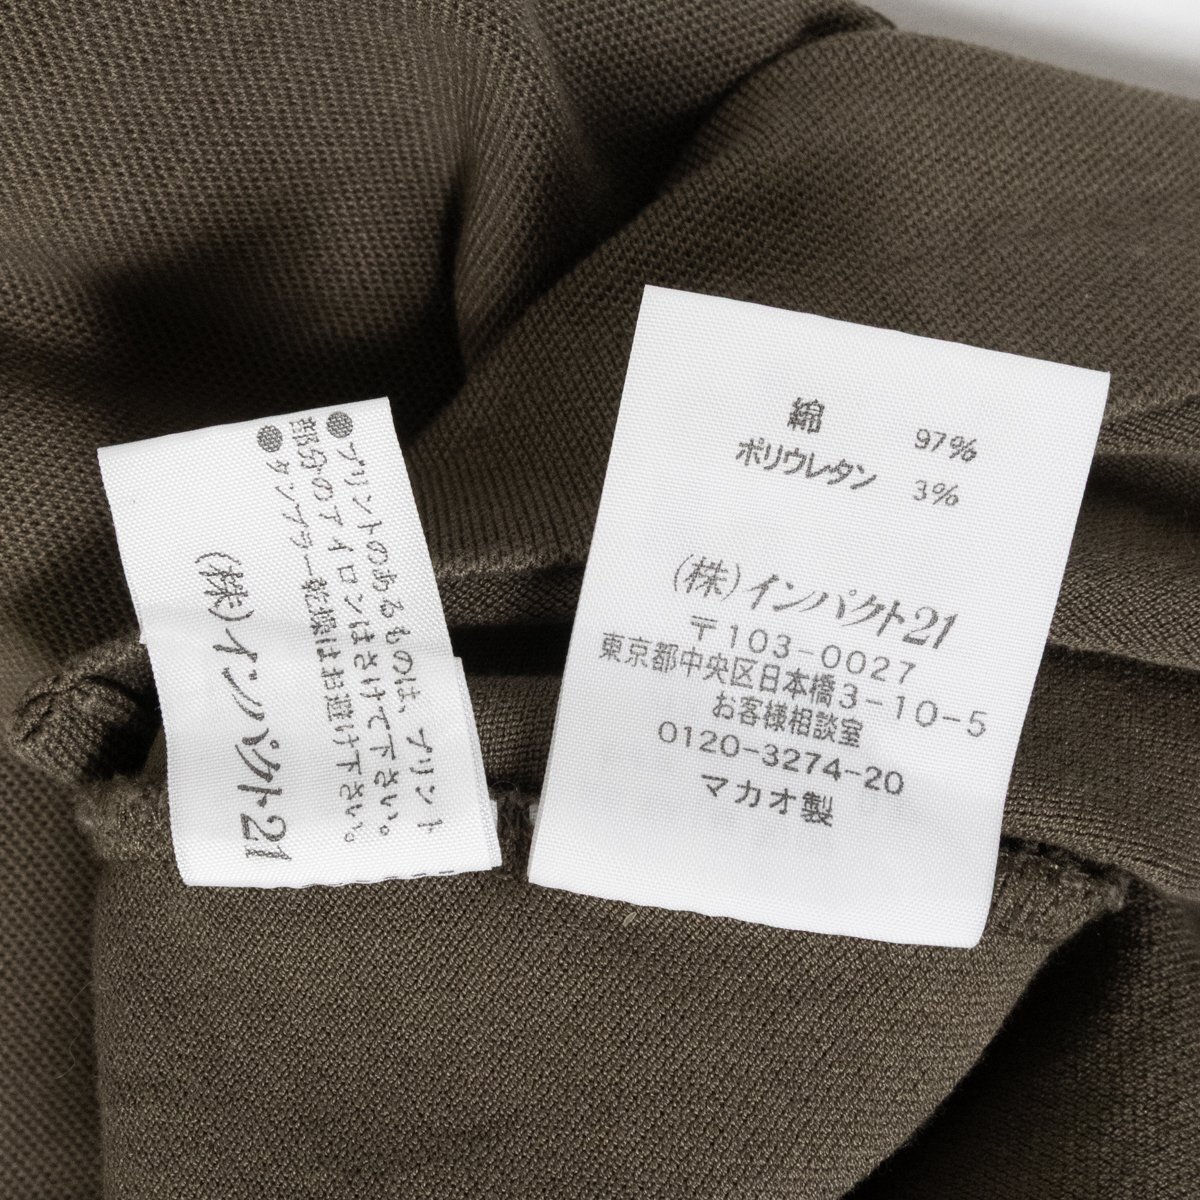 ●プリントのあるものは、プリント
部分のアイロンはさけて下さい。
●タンブラー乾燥はお避け下さい。
(株)インパクト21
綿 97%
ポリウレタン 3%
(株)インパクト21
〒103-0027
東京都中央区日本橋3-10-5
お客様相談室
0120-3274-20
マカオ製